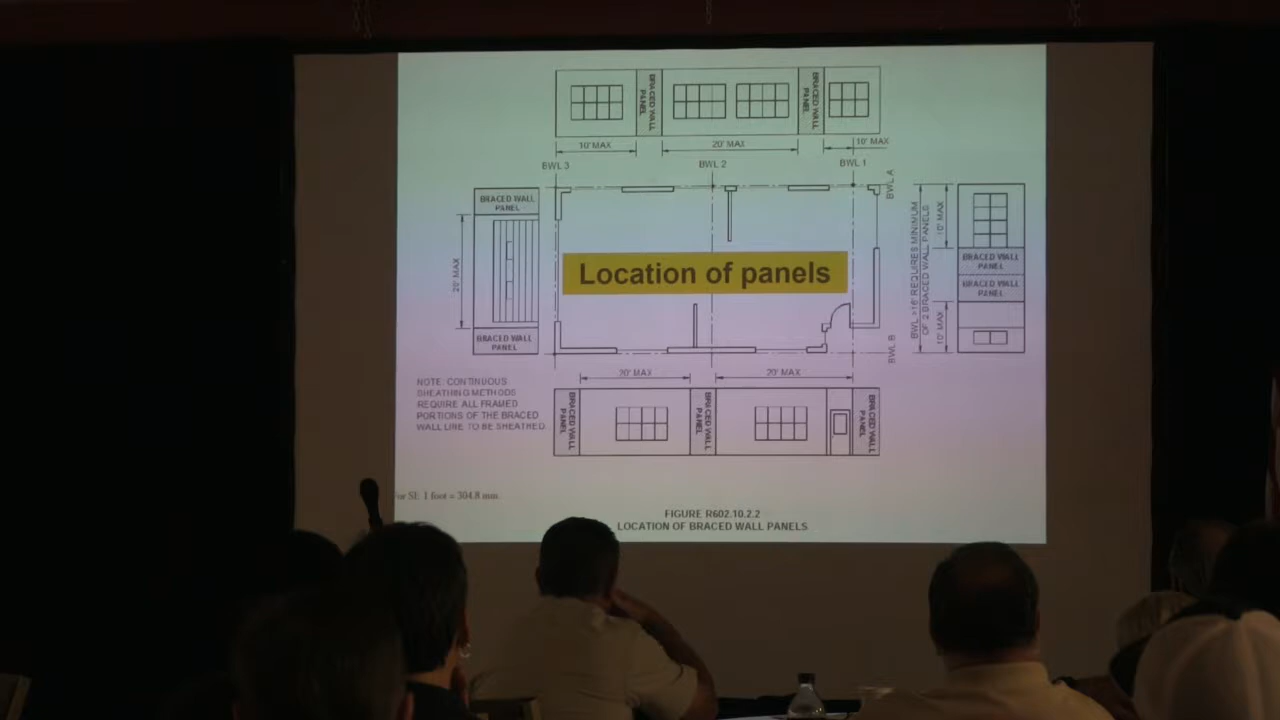 BRACED WALL
PANEL
BRACED WALL
PANEL
10' MAX
20' MAX
10' MAX
BWL 3
BWL 2
BWL 1
BWL A
BRACED WALL
PANEL
20' MAX
BRACED WALL
PANEL
Location of panels
BWL >16' REQUIRES MINIMUM
OF 2 BRACED WALL PANELS
10' MAX
BRACED WALL
PANEL
BRACED WALL
PANEL
10' MAX
BWL B
20' MAX
20' MAX
NOTE: CONTINUOUS
SHEATHING METHODS
REQUIRE ALL FRAMED
PORTIONS OF THE BRACED
WALL LINE TO BE SHEATHED.
BRACED WALL
PANEL
BRACED WALL
PANEL
BRACED WALL
PANEL
For SI: 1 foot = 304.8 mm.
FIGURE R602.10.2.2
LOCATION OF BRACED WALL PANELS